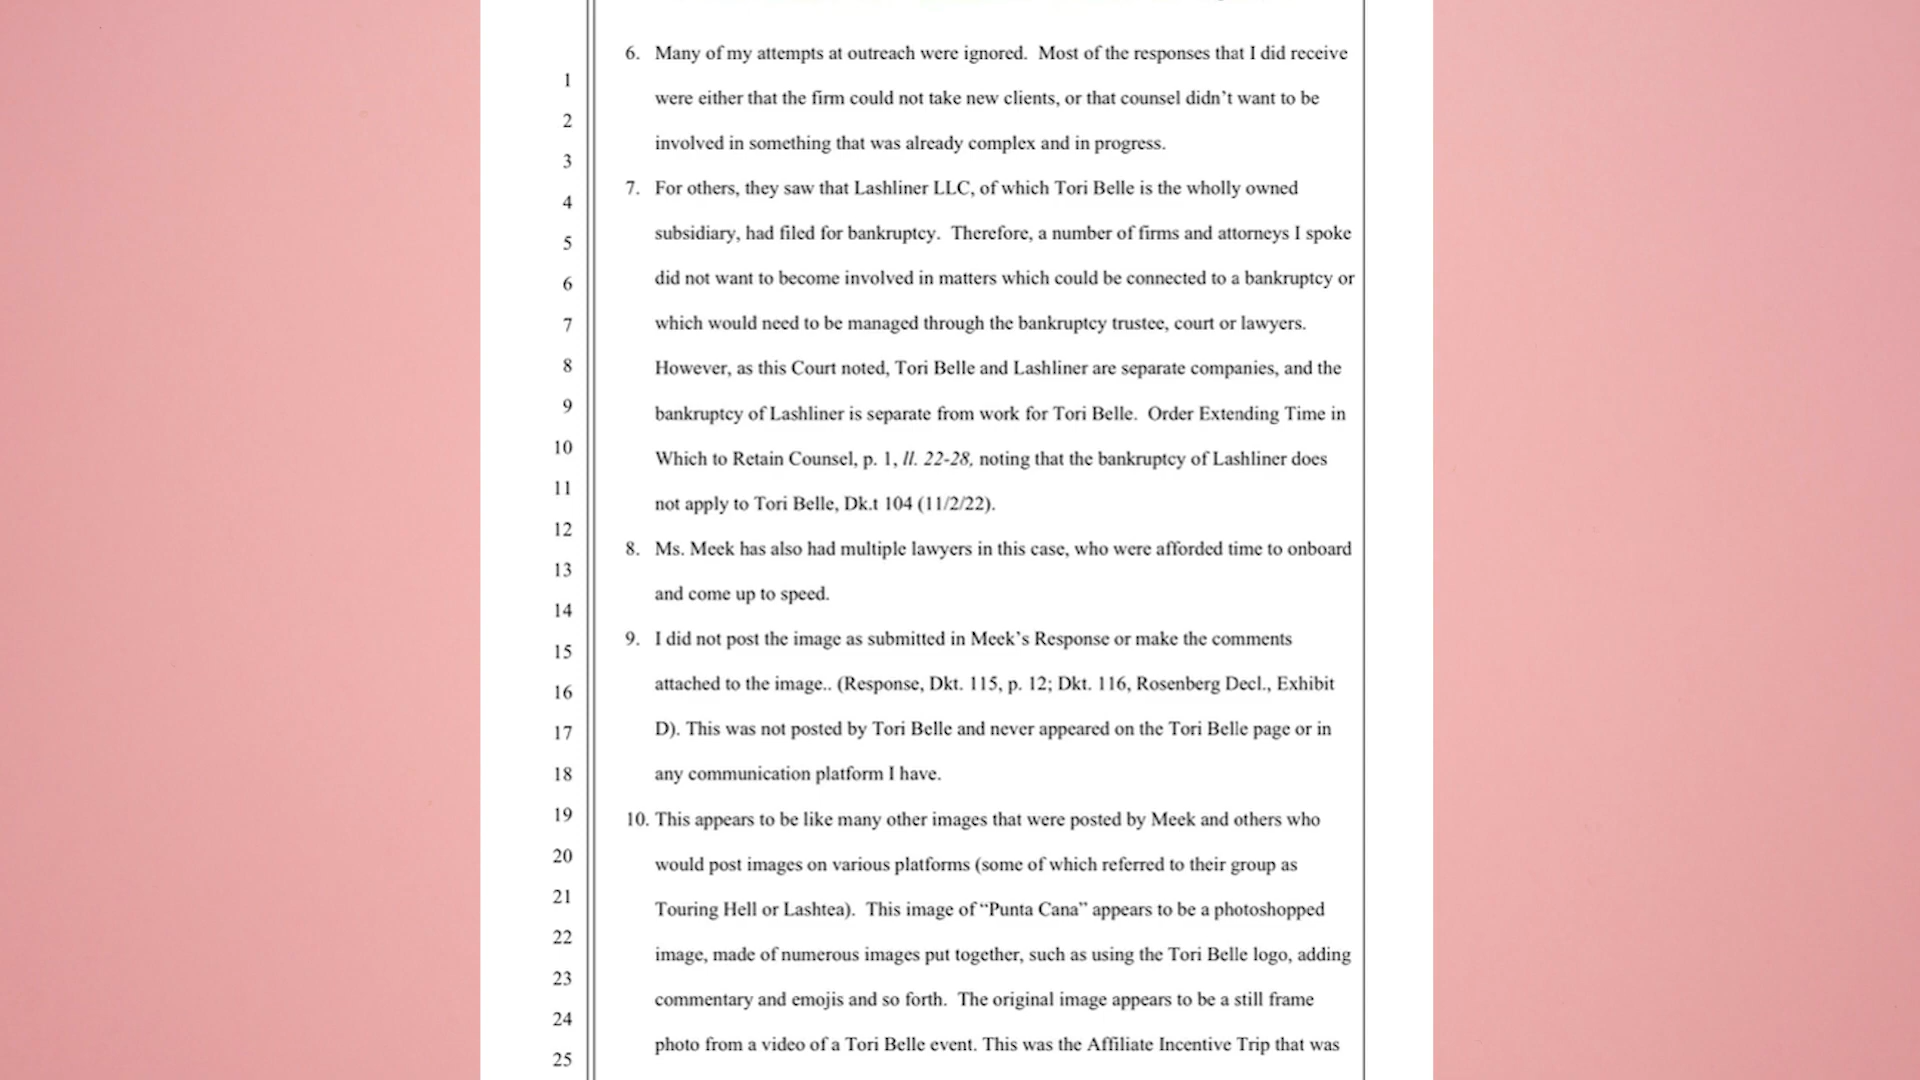 6. Many of my attempts at outreach were ignored. Most of the responses that I did receive
1
were either that the firm could not take new clients, or that counsel didn't want to be
2
involved in something that was already complex and in progress.
3
7. For others, they saw that Lashliner LLC, of which Tori Belle is the wholly owned
4
subsidiary, had filed for bankruptcy. Therefore, a number of firms and attorneys I spoke
5
did not want to become involved in matters which could be connected to a bankruptcy or
6
which would need to be managed through the bankruptcy trustee, court or lawyers.
7
However, as this Court noted, Tori Belle and Lashliner are separate companies, and the
8
bankruptcy of Lashliner is separate from work for Tori Belle. Order Extending Time in
9
Which to Retain Counsel, p. 1, ll. 22-28, noting that the bankruptcy of Lashliner does
10
not apply to Tori Belle, Dk.t 104 (11/2/22).
11
12
8. Ms. Meek has also had multiple lawyers in this case, who were afforded time to onboard
13
and come up to speed.
14
9. I did not post the image as submitted in Meek's Response or make the comments
15
attached to the image.. (Response, Dkt. 115, p. 12; Dkt. 116, Rosenberg Decl., Exhibit
16
D). This was not posted by Tori Belle and never appeared on the Tori Belle page or in
17
any communication platform I have.
18
19
10. This appears to be like many other images that were posted by Meek and others who
20
would post images on various platforms (some of which referred to their group as
21
Touring Hell or Lashtea). This image of “Punta Cana” appears to be a photoshopped
22
image, made of numerous images put together, such as using the Tori Belle logo, adding
23
commentary and emojis and so forth. The original image appears to be a still frame
24
photo from a video of a Tori Belle event. This was the Affiliate Incentive Trip that was
25